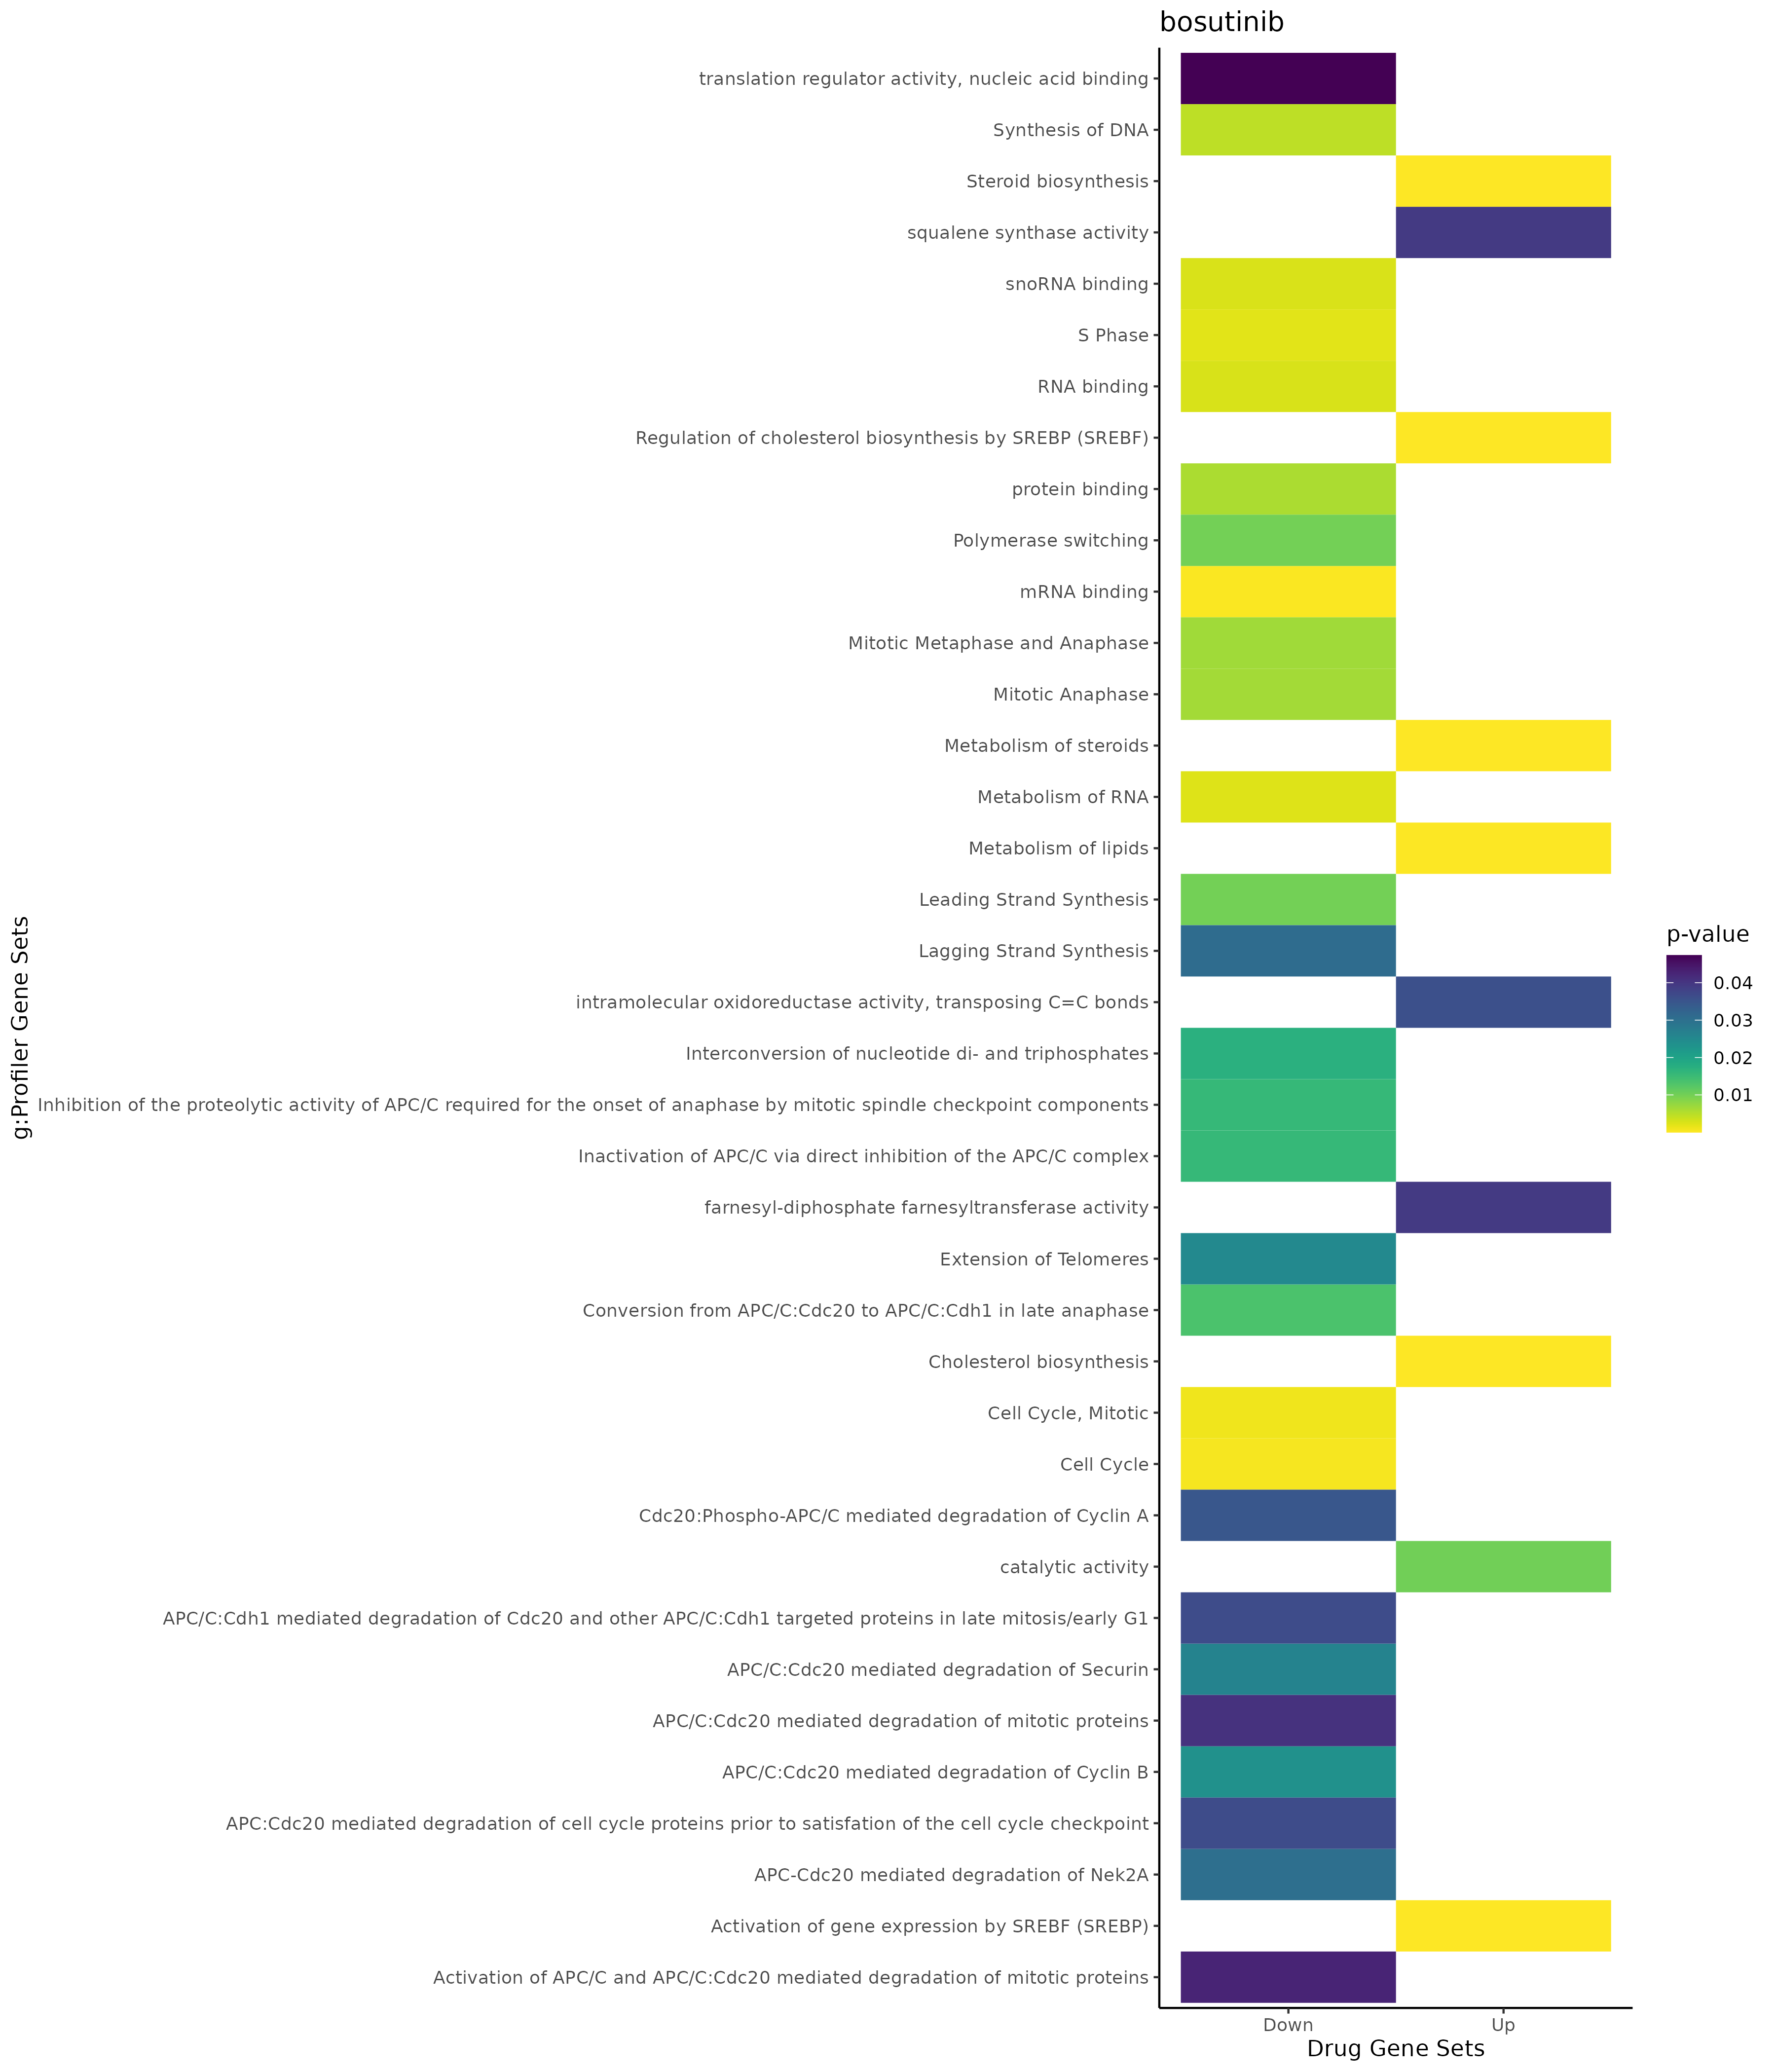 bosutinib
translation regulator activity, nucleic acid binding
Synthesis of DNA
Steroid biosynthesis
squalene synthase activity
snoRNA binding
S Phase
RNA binding
Regulation of cholesterol biosynthesis by SREBP (SREBF)
protein binding
Polymerase switching
mRNA binding
Mitotic Metaphase and Anaphase
Mitotic Anaphase
Metabolism of steroids
Metabolism of RNA
Metabolism of lipids
Leading Strand Synthesis
Lagging Strand Synthesis
intramolecular oxidoreductase activity, transposing C=C bonds
Interconversion of nucleotide di- and triphosphates
Inhibition of the proteolytic activity of APC/C required for the onset of anaphase by mitotic spindle checkpoint components
Inactivation of APC/C via direct inhibition of the APC/C complex
farnesyl-diphosphate farnesyltransferase activity
Extension of Telomeres
Conversion from APC/C:Cdc20 to APC/C:Cdh1 in late anaphase
Cholesterol biosynthesis
Cell Cycle, Mitotic
Cell Cycle
Cdc20:Phospho-APC/C mediated degradation of Cyclin A
catalytic activity
APC/C:Cdh1 mediated degradation of Cdc20 and other APC/C:Cdh1 targeted proteins in late mitosis/early G1
APC/C:Cdc20 mediated degradation of Securin
APC/C:Cdc20 mediated degradation of mitotic proteins
APC/C:Cdc20 mediated degradation of Cyclin B
APC:Cdc20 mediated degradation of cell cycle proteins prior to satisfation of the cell cycle checkpoint
APC-Cdc20 mediated degradation of Nek2A
Activation of gene expression by SREBF (SREBP)
Activation of APC/C and APC/C:Cdc20 mediated degradation of mitotic proteins
g:Profiler Gene Sets
Down
Up
Drug Gene Sets
p-value
0.04
0.03
0.02
0.01